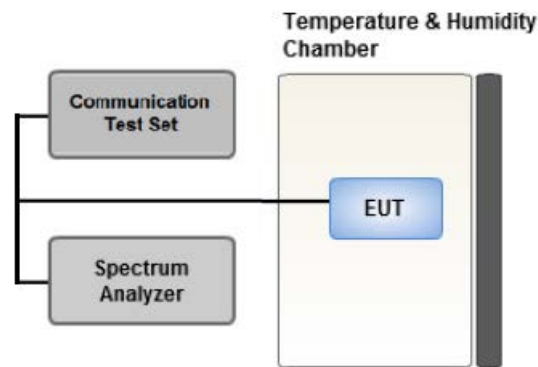 Temperature & Humidity
Chamber
Communication
Test Set
EUT
Spectrum
Analyzer